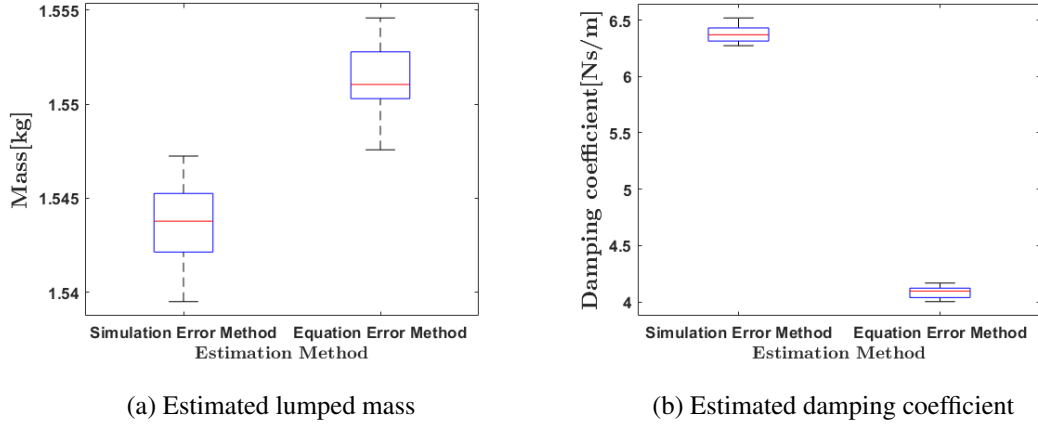 1.555
1.55
1.545
1.54
Mass[kg]
Simulation Error Method
Equation Error Method
Estimation Method
(a) Estimated lumped mass
6.5
6
5.5
5
4.5
4
Damping coefficient[Ns/m]
Simulation Error Method
Equation Error Method
Estimation Method
(b) Estimated damping coefficient